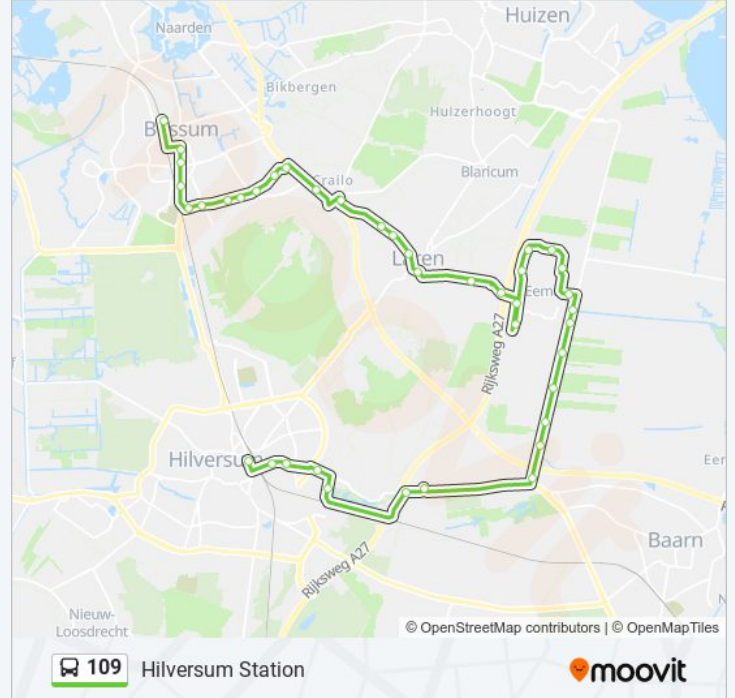 Huizen
Naarden
Bikbergen
Huizerhoogt
Bussum
Crailo
Blaricum
Laren
Eem
Rijksweg A27
Hilversum
Eer
Baarn
Rijksweg A27
Nieuw-
Loosdrecht
© OpenStreetMap contributors | © OpenMapTiles
109 Hilversum Station
moovit